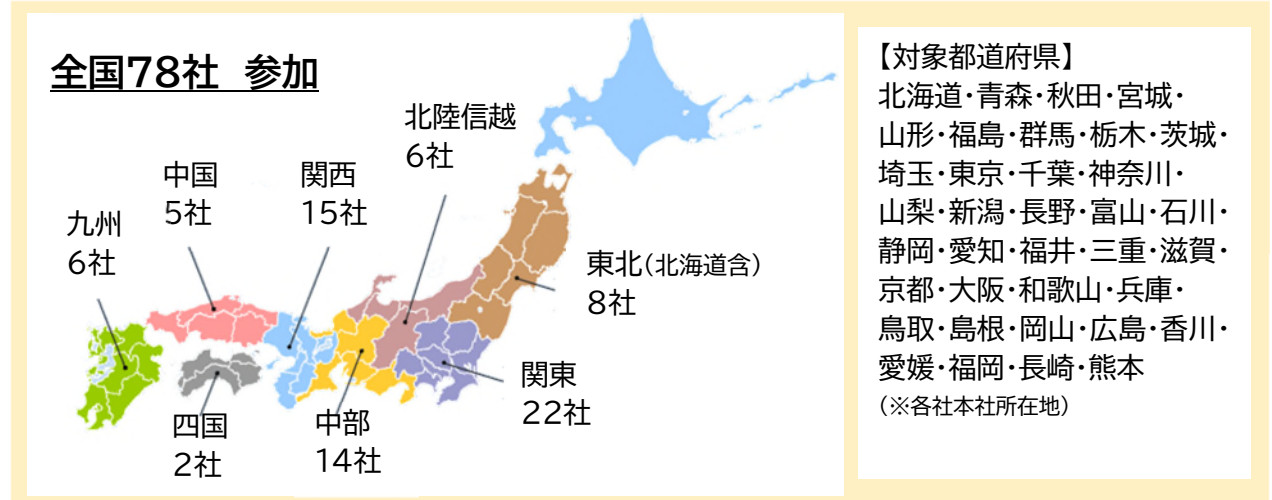 全国78社 参加
北陸信越
6社
中国
5社
関西
15社
九州
6社
東北(北海道含)
8社
関東
22社
四国
2社
中部
14社
【対象都道府県】
北海道・青森・秋田・宮城・
山形・福島・群馬・栃木・茨城・
埼玉・東京・千葉・神奈川・
山梨・新潟・長野・富山・石川・
静岡・愛知・福井・三重・滋賀・
京都・大阪・和歌山・兵庫・
鳥取・島根・岡山・広島・香川・
愛媛・福岡・長崎・熊本
(※各社本社所在地)